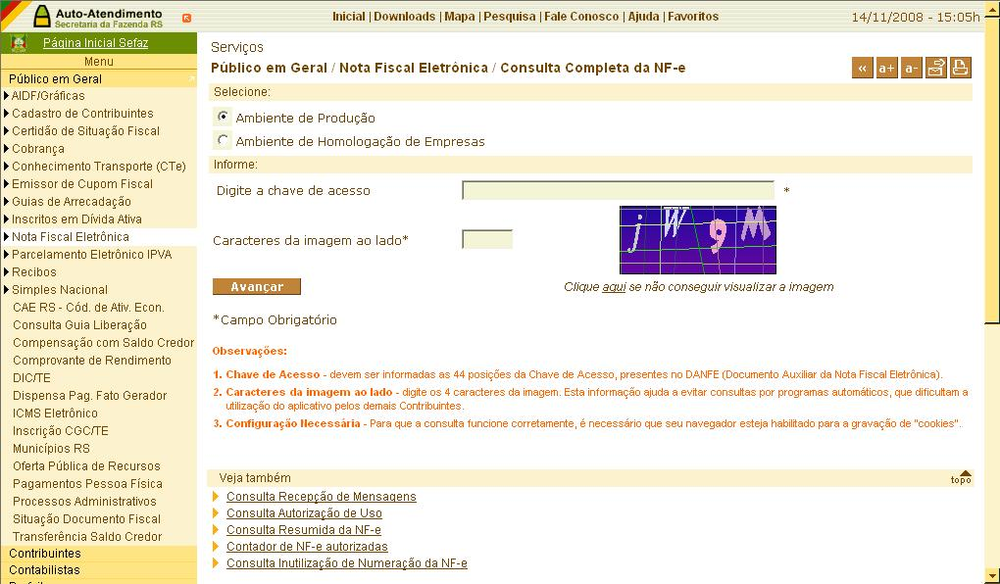 Auto-Atendimento
Secretaria da Fazenda RS
Inicial | Downloads | Mapa | Pesquisa | Fale Conosco | Ajuda | Favoritos
14/11/2008 - 15:05h
Página Inicial Sefaz
Menu
Público em Geral
AIDF/Gráficas
Cadastro de Contribuintes
Certidão de Situação Fiscal
Cobrança
Conhecimento Transporte (CTe)
Emissor de Cupom Fiscal
Guias de Arrecadação
Inscritos em Dívida Ativa
Nota Fiscal Eletrônica
Parcelamento Eletrônico IPVA
Recibos
Simples Nacional
CAE RS - Cód. de Ativ. Econ.
Consulta Guia Liberação
Compensação com Saldo Credor
Comprovante de Rendimento
DIC/TE
Dispensa Pag. Fato Gerador
ICMS Eletrônico
Inscrição CGC/TE
Municípios RS
Oferta Pública de Recursos
Pagamentos Pessoa Física
Processos Administrativos
Situação Documento Fiscal
Transferência Saldo Credor
Contribuintes
Contabilistas
Serviços
Público em Geral / Nota Fiscal Eletrônica / Consulta Completa da NF-e
« a+ a-
Selecione:
Ambiente de Produção
Ambiente de Homologação de Empresas
Informe:
Digite a chave de acesso *
Caracteres da imagem ao lado*
j W 9 M
Avançar
Clique aqui se não conseguir visualizar a imagem
*Campo Obrigatório
Observações:
1. Chave de Acesso - devem ser informadas as 44 posições da Chave de Acesso, presentes no DANFE (Documento Auxiliar da Nota Fiscal Eletrônica).
2. Caracteres da imagem ao lado - digite os 4 caracteres da imagem. Esta informação ajuda a evitar consultas por programas automáticos, que dificultam a
utilização do aplicativo pelos demais Contribuintes.
3. Configuração Necessária - Para que a consulta funcione corretamente, é necessário que seu navegador esteja habilitado para a gravação de "cookies".
Veja também
topo
Consulta Recepção de Mensagens
Consulta Autorização de Uso
Consulta Resumida da NF-e
Contador de NF-e autorizadas
Consulta Inutilização de Numeração da NF-e